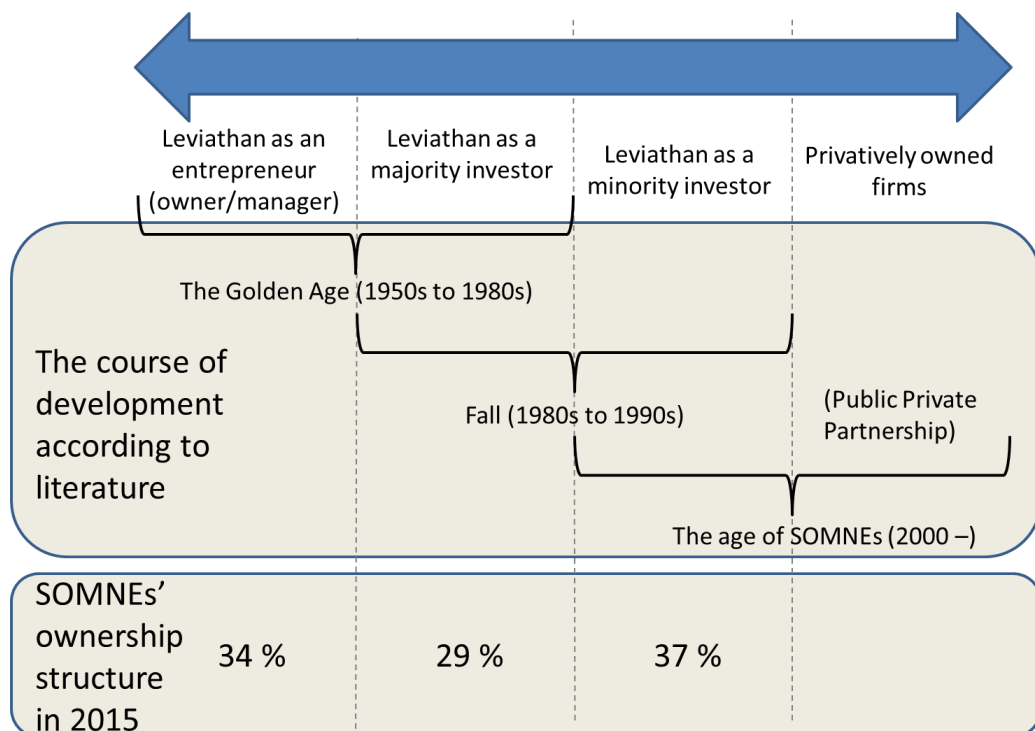 Leviathan as an
entrepreneur
(owner/manager)
Leviathan as a
majority investor
Leviathan as a
minority investor
Privatively owned
firms
The Golden Age (1950s to 1980s)
The course of
development
according to
literature
Fall (1980s to 1990s)
(Public Private
Partnership)
The age of SOMNEs (2000 –)
SOMNEs’
ownership
structure
in 2015
34 %
29 %
37 %